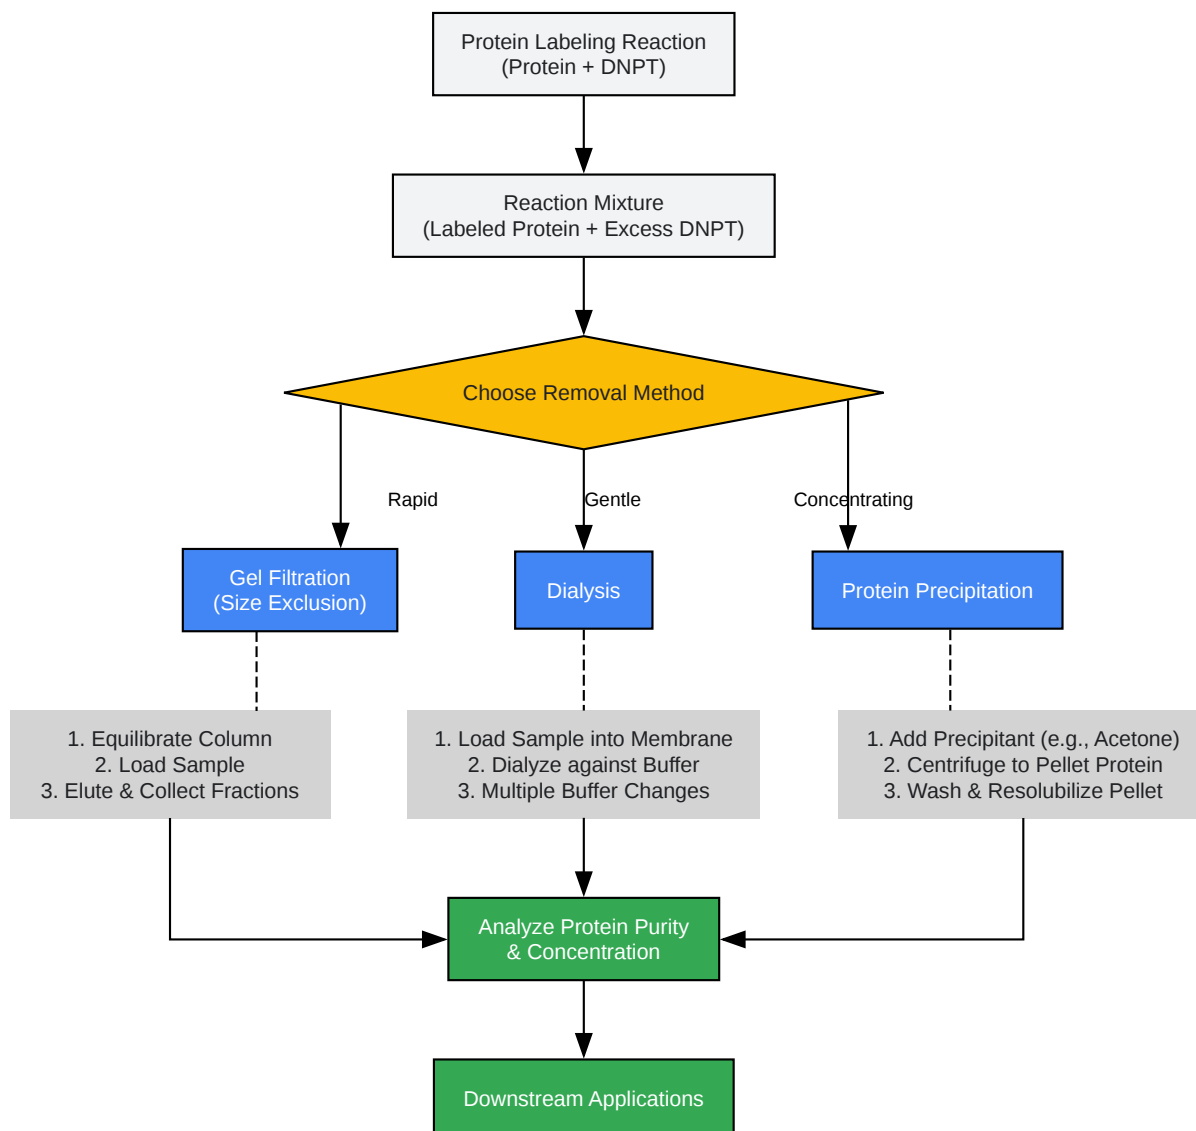 Protein Labeling Reaction
(Protein + DNPT)
Reaction Mixture
(Labeled Protein + Excess DNPT)
Choose Removal Method
Rapid
Gentle
Concentrating
Gel Filtration
(Size Exclusion)
Dialysis
Protein Precipitation
1. Equilibrate Column
2. Load Sample
3. Elute & Collect Fractions
1. Load Sample into Membrane
2. Dialyze against Buffer
3. Multiple Buffer Changes
1. Add Precipitant (e.g., Acetone)
2. Centrifuge to Pellet Protein
3. Wash & Resolubilize Pellet
Analyze Protein Purity
& Concentration
Downstream Applications